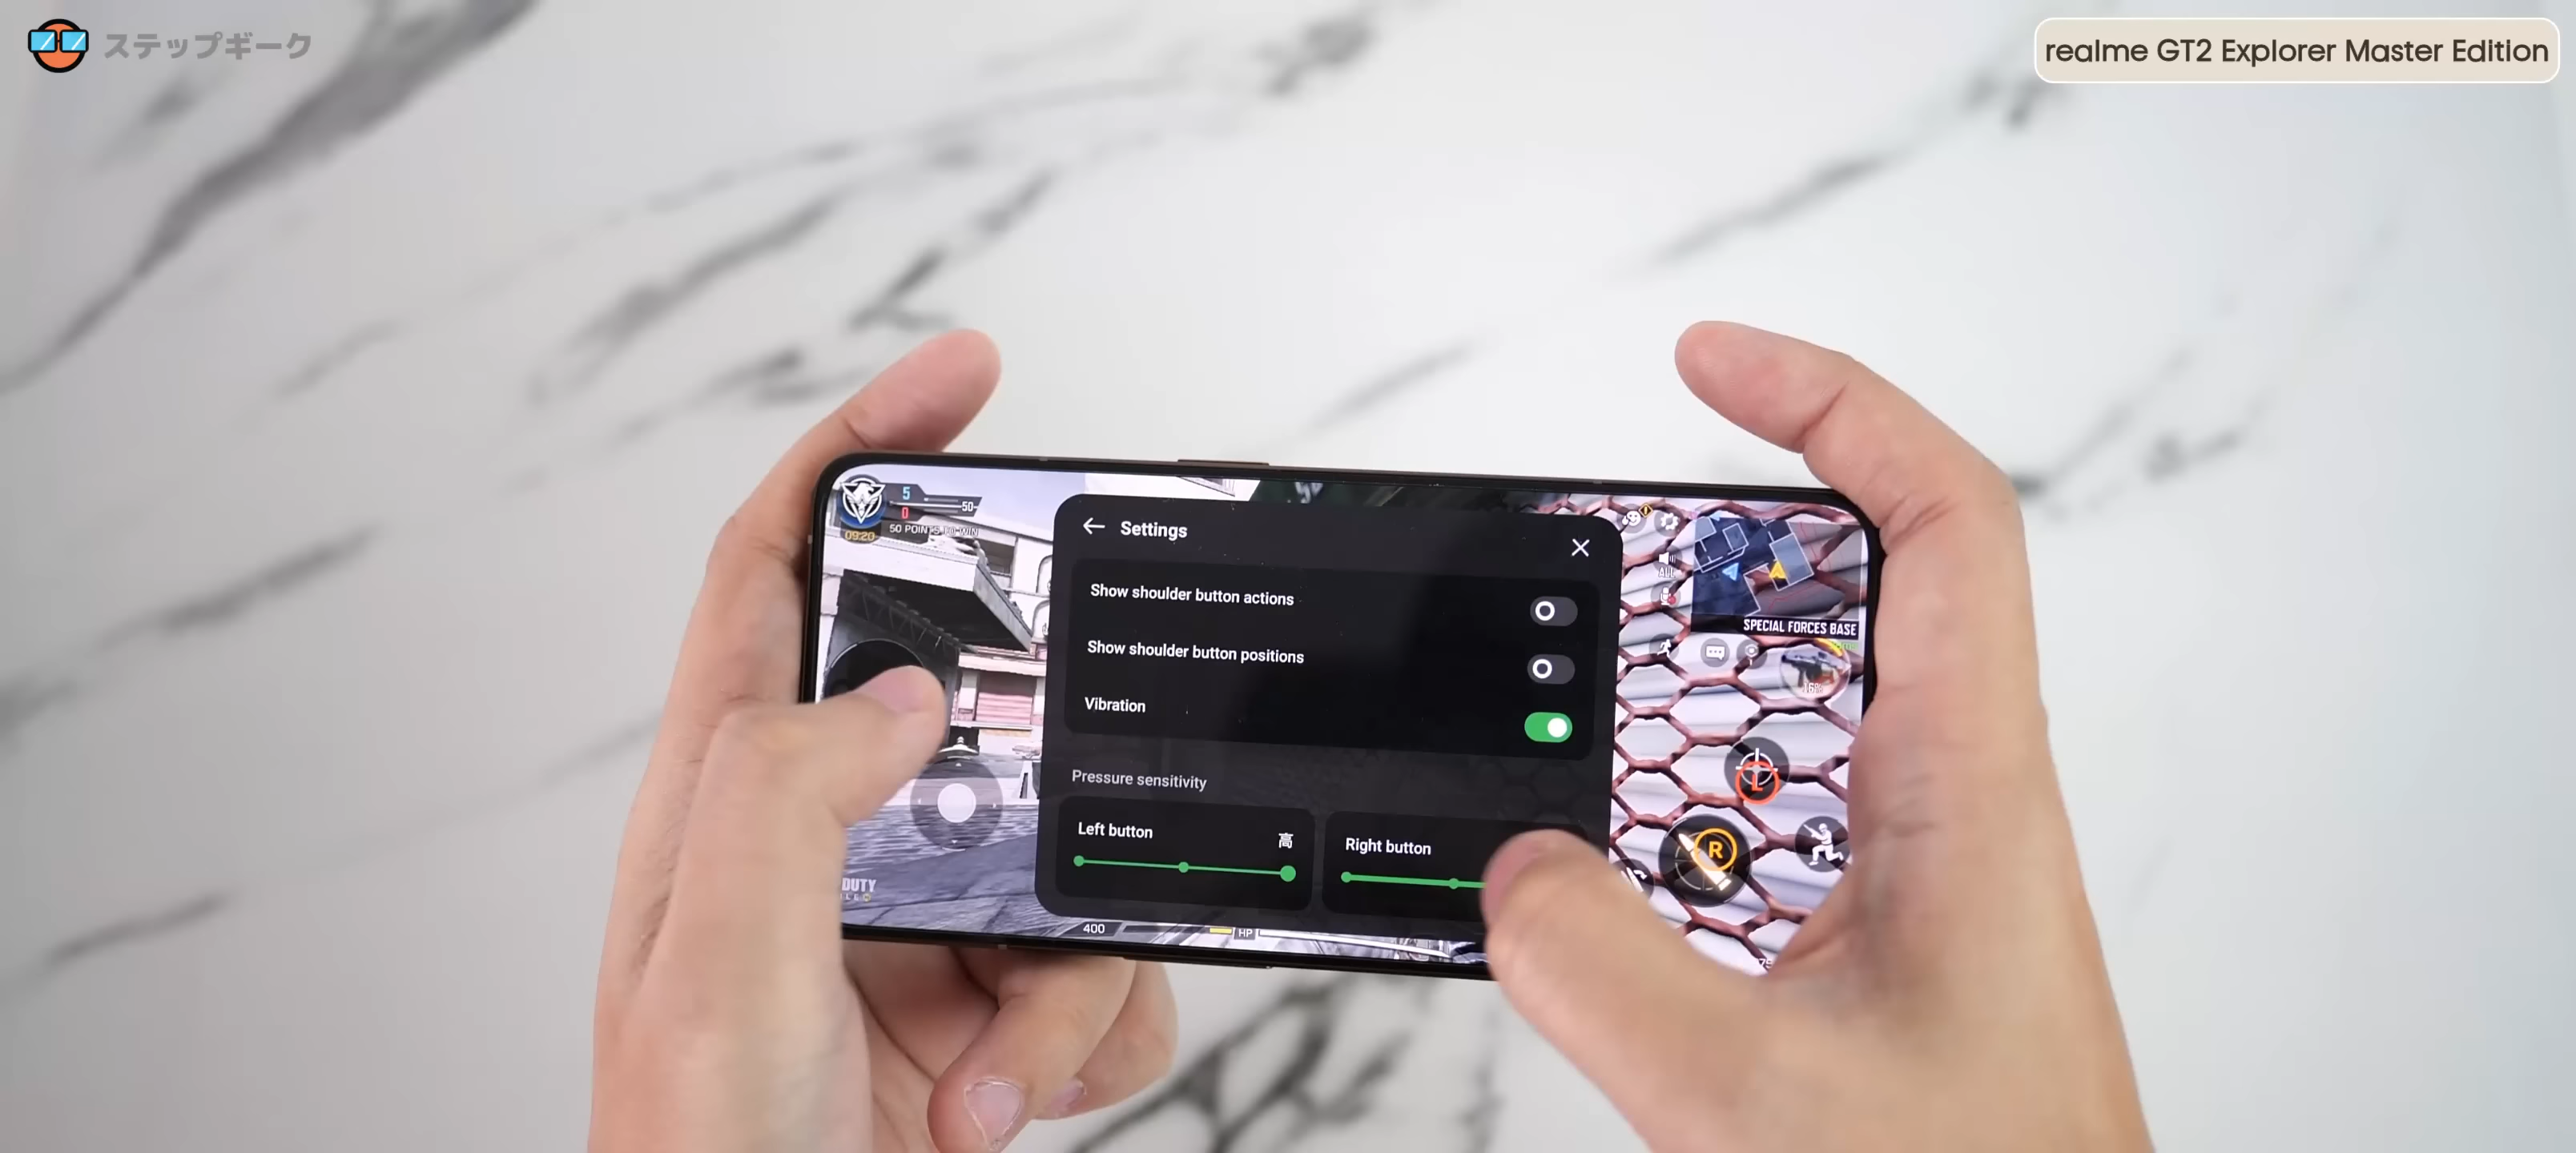 ステップギーク
realme GT2 Explorer Master Edition
5
0
50
09:20
50 POINTS TO WIN
Settings
Show shoulder button actions
Show shoulder button positions
Vibration
Pressure sensitivity
Left button
高
Right button
ALL
SPECIAL FORCES BASE
L
R
DUTY
400
HP